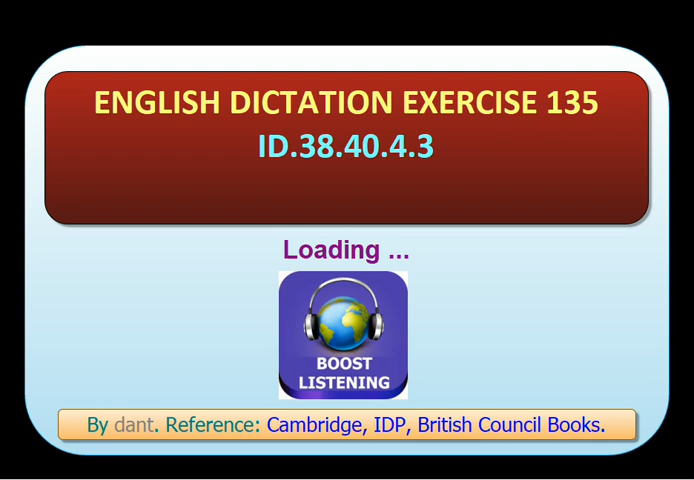 ENGLISH DICTATION EXERCISE 135
ID.38.40.4.3
Loading ...
BOOST
LISTENING
By dant. Reference: Cambridge, IDP, British Council Books.